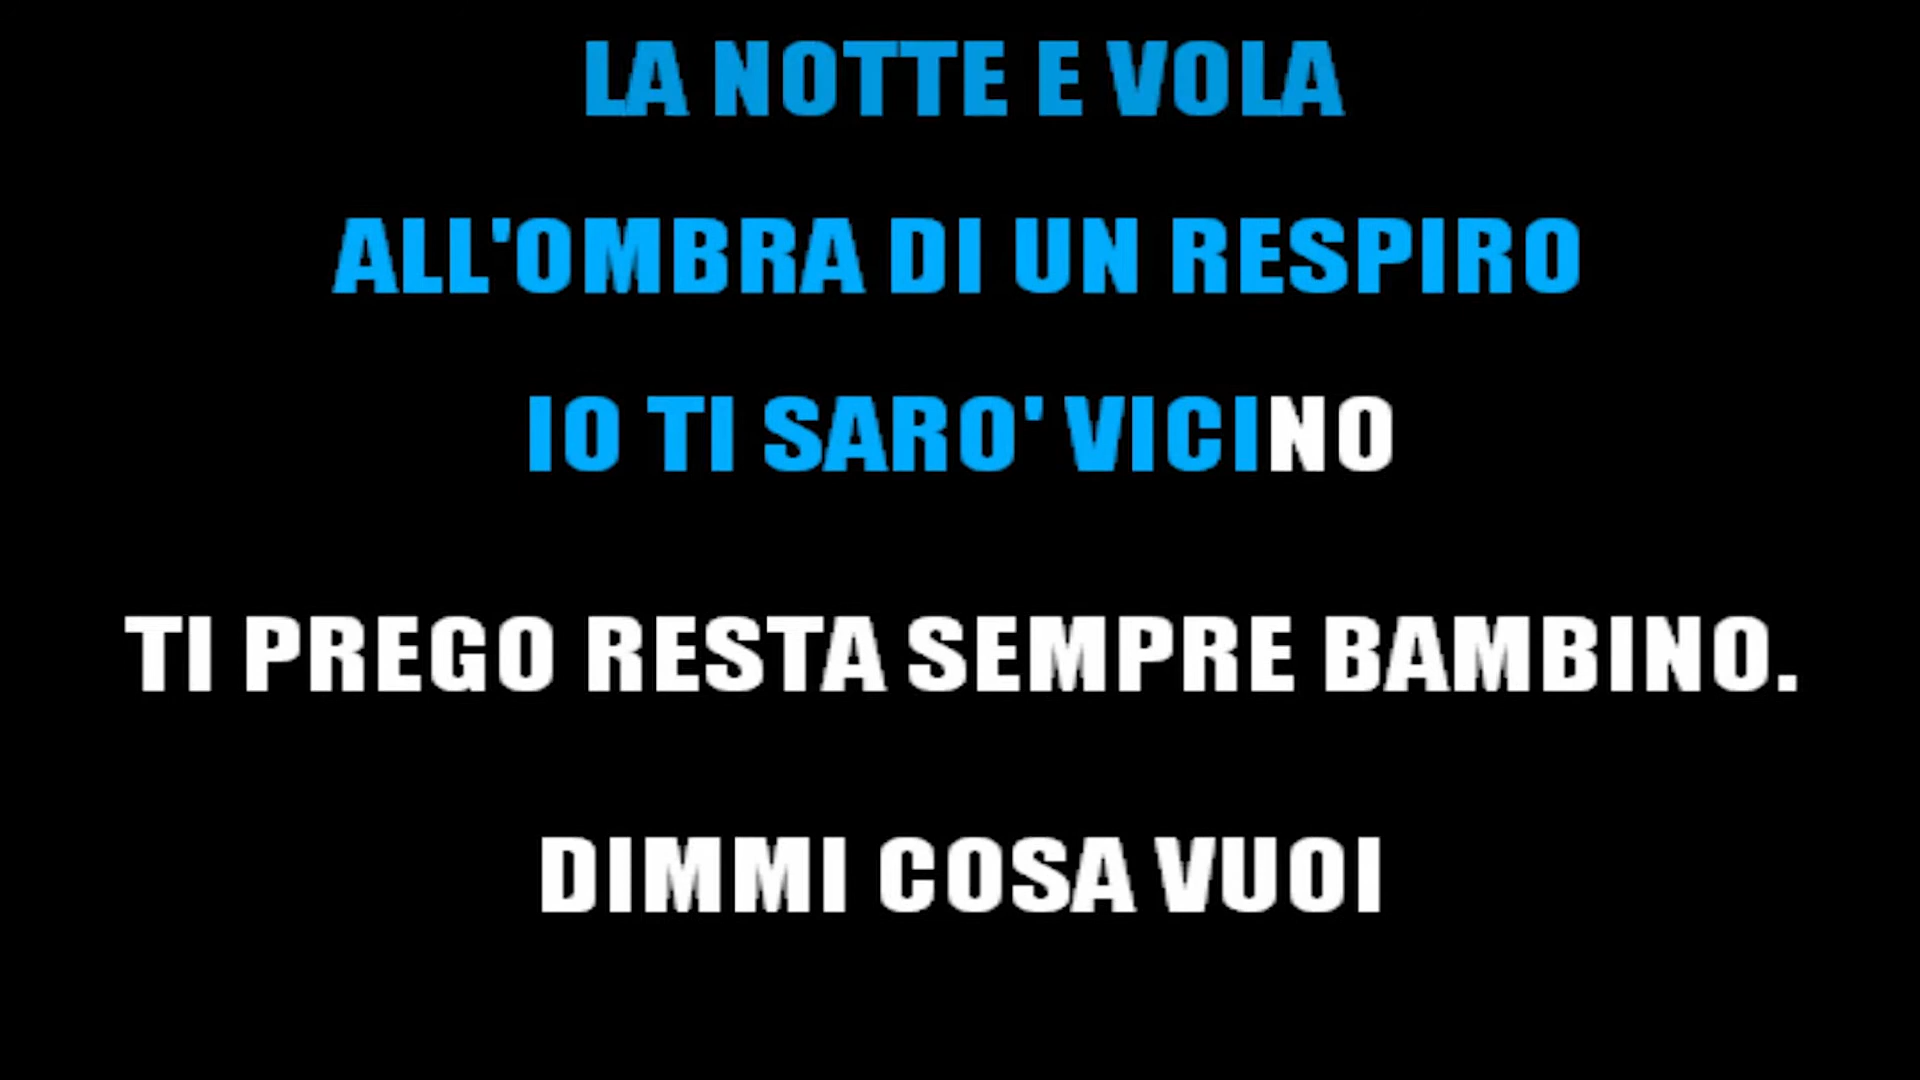 LA NOTTE E VOLA
ALL'OMBRA DI UN RESPIRO
IO TI SARO' VICINO
TI PREGO RESTA SEMPRE BAMBINO.
DIMMI COSA VUOI